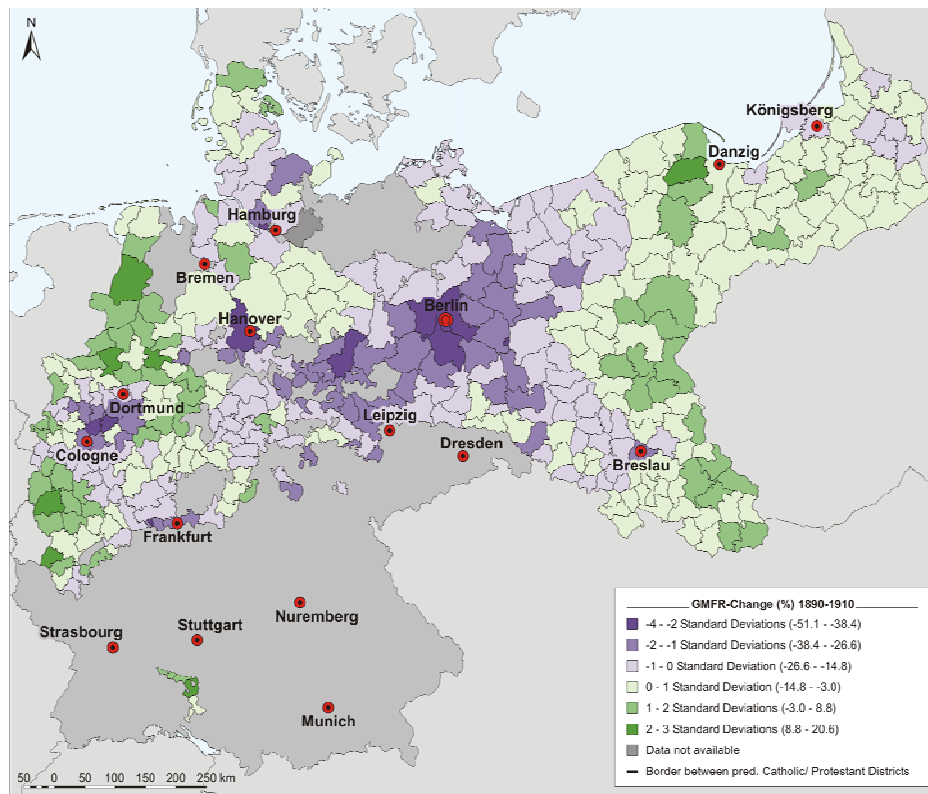 N
Königsberg
Danzig
Hamburg
Bremen
Berlin
Hanover
Dortmund
Leipzig
Dresden
Cologne
Breslau
Frankfurt
Nuremberg
Strasbourg
Stuttgart
Munich
GMFR-Change (%) 1890-1910
-4 - -2 Standard Deviations (-51.1 - -38.4)
-2 - -1 Standard Deviations (-38.4 - -26.6)
-1 - 0 Standard Deviation (-26.6 - -14.8)
0 - 1 Standard Deviation (-14.8 - -3.0)
1 - 2 Standard Deviations (-3.0 - 8.8)
2 - 3 Standard Deviations (8.8 - 20.6)
Data not available
Border between pred. Catholic/ Protestant Districts
50 0 50 100 150 200 250 km